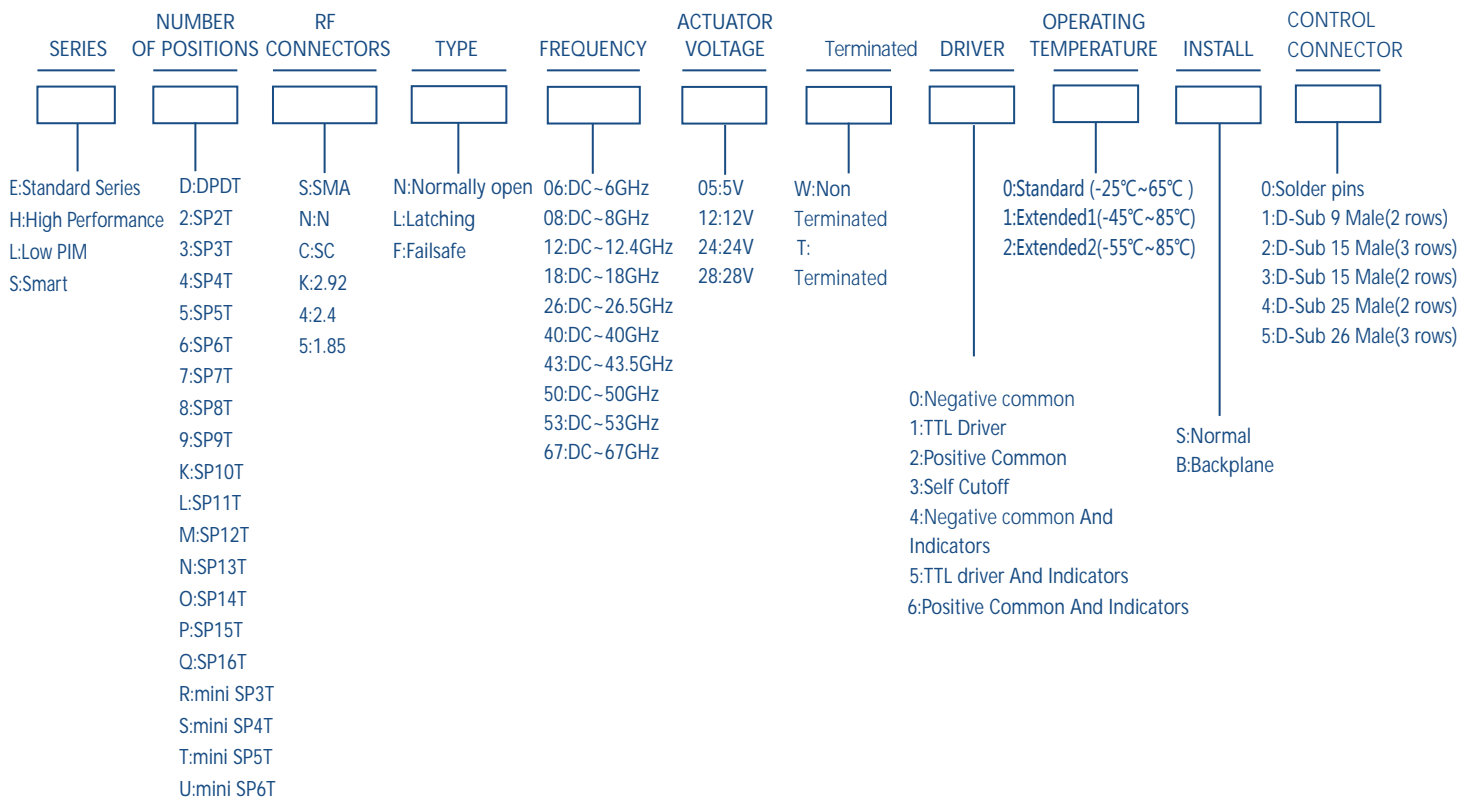 SERIES
NUMBER
OF POSITIONS
RF
CONNECTORS
TYPE
FREQUENCY
ACTUATOR
VOLTAGE
Terminated
DRIVER
OPERATING
TEMPERATURE
INSTALL
CONTROL
CONNECTOR
E:Standard Series
H:High Performance
L:Low PIM
S:Smart
D:DPDT
2:SP2T
3:SP3T
4:SP4T
5:SP5T
6:SP6T
7:SP7T
8:SP8T
9:SP9T
K:SP10T
L:SP11T
M:SP12T
N:SP13T
O:SP14T
P:SP15T
Q:SP16T
R:mini SP3T
S:mini SP4T
T:mini SP5T
U:mini SP6T
S:SMA
N:N
C:SC
K:2.92
4:2.4
5:1.85
N:Normally open
L:Latching
F:Failsafe
06:DC~6GHz
08:DC~8GHz
12:DC~12.4GHz
18:DC~18GHz
26:DC~26.5GHz
40:DC~40GHz
43:DC~43.5GHz
50:DC~50GHz
53:DC~53GHz
67:DC~67GHz
05:5V
12:12V
24:24V
28:28V
W:Non
Terminated
T:
Terminated
0:Negative common
1:TTL Driver
2:Positive Common
3:Self Cutoff
4:Negative common And
Indicators
5:TTL driver And Indicators
6:Positive Common And Indicators
0:Standard (-25℃~65℃ )
1:Extended1(-45℃~85℃)
2:Extended2(-55℃~85℃)
S:Normal
B:Backplane
0:Solder pins
1:D-Sub 9 Male(2 rows)
2:D-Sub 15 Male(3 rows)
3:D-Sub 15 Male(2 rows)
4:D-Sub 25 Male(2 rows)
5:D-Sub 26 Male(3 rows)